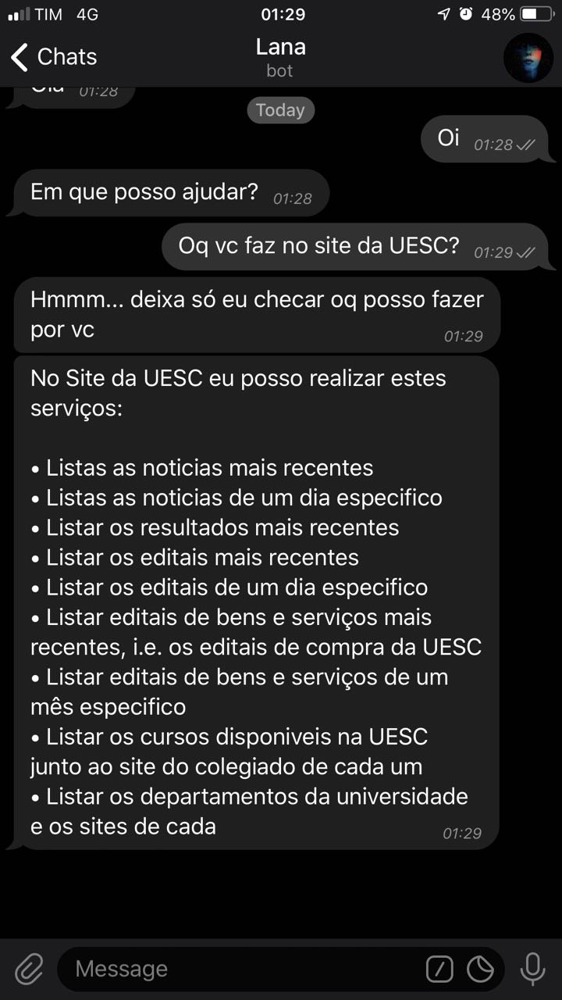 TIM 4G 01:29 48%
Chats Lana
bot
01:28
Today
Oi 01:28
Em que posso ajudar? 01:28
Oq vc faz no site da UESC? 01:29
Hmmm... deixa só eu checar oq posso fazer
por vc 01:29
No Site da UESC eu posso realizar estes
serviços:
• Listas as noticias mais recentes
• Listas as noticias de um dia especifico
• Listar os resultados mais recentes
• Listar os editais mais recentes
• Listar os editais de um dia especifico
• Listar editais de bens e serviços mais
recentes, i.e. os editais de compra da UESC
• Listar editais de bens e serviços de um
mês especifico
• Listar os cursos disponiveis na UESC
junto ao site do colegiado de cada um
• Listar os departamentos da universidade
e os sites de cada 01:29
Message